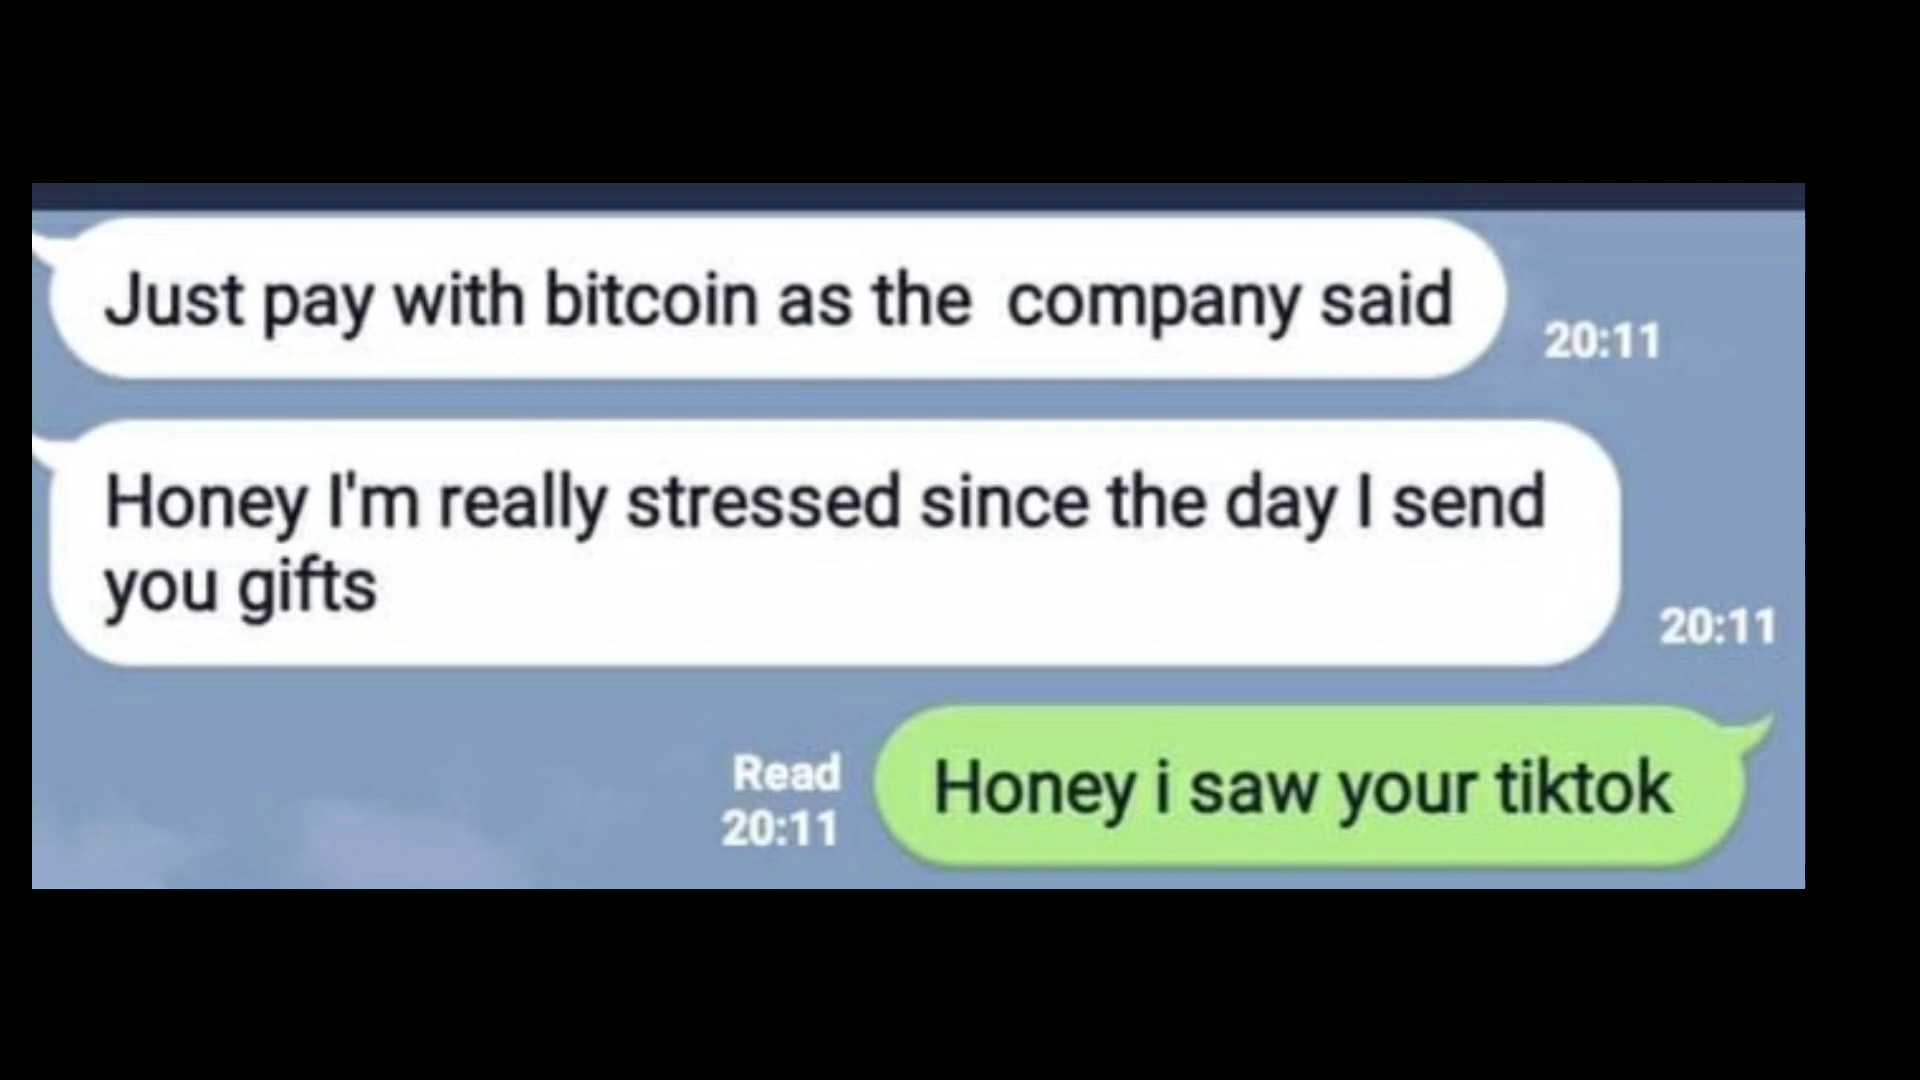 Just pay with bitcoin as the company said
20:11
Honey I'm really stressed since the day I send
you gifts
20:11
Read
20:11
Honey i saw your tiktok